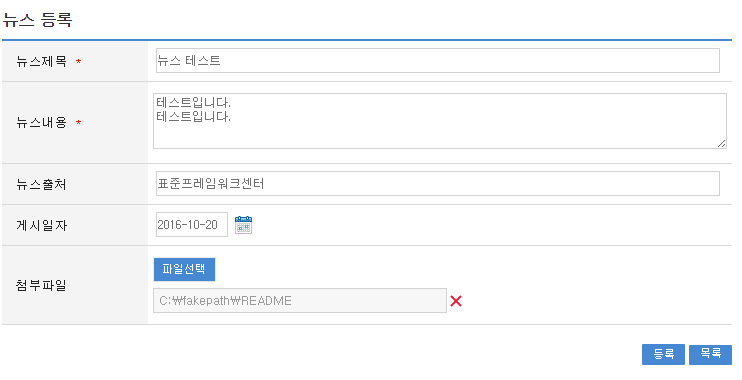 뉴스 등록
뉴스제목 * 뉴스 테스트
뉴스내용 * 테스트입니다.
테스트입니다.
뉴스출처 표준프레임워크센터
게시일자 2016-10-20
첨부파일 파일선택
C:₩fakepath₩README
등록 목록